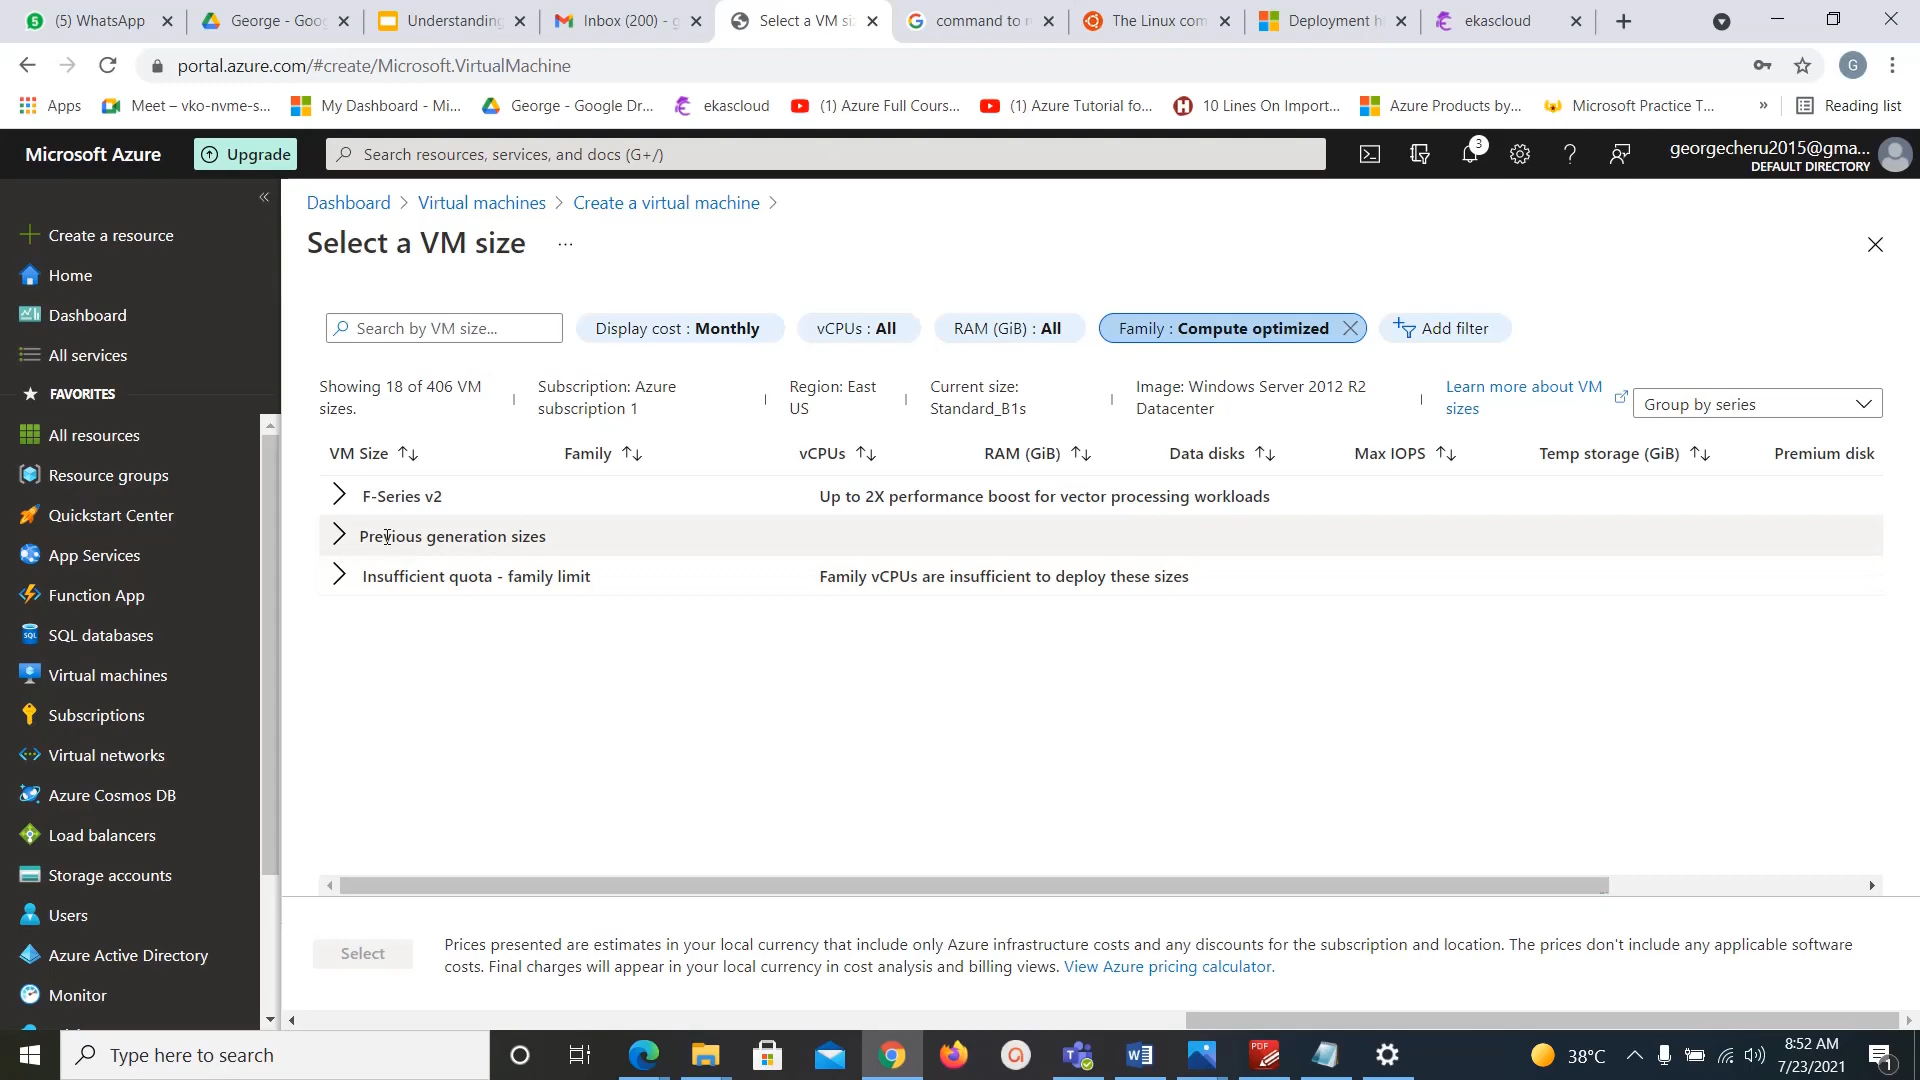 (5) WhatsApp
George - Goo
Understanding
Inbox (200) - g
Select a VM si
command to r
The Linux com
Deployment h
ekascloud
portal.azure.com/#create/Microsoft.VirtualMachine
G
Apps
Meet – vko-nvme-s...
My Dashboard - Mi...
George - Google Dr...
ekascloud
(1) Azure Full Cours...
(1) Azure Tutorial fo...
10 Lines On Import...
Azure Products by...
Microsoft Practice T...
»
Reading list
Microsoft Azure
Upgrade
Search resources, services, and docs (G+/)
3
georgecheru2015@gma...
DEFAULT DIRECTORY
Create a resource
Home
Dashboard
All services
FAVORITES
All resources
Resource groups
Quickstart Center
App Services
Function App
SQL databases
Virtual machines
Subscriptions
Virtual networks
Azure Cosmos DB
Load balancers
Storage accounts
Users
Azure Active Directory
Monitor
Dashboard > Virtual machines > Create a virtual machine >
Select a VM size ...
Search by VM size...
Display cost : Monthly
vCPUs : All
RAM (GiB) : All
Family : Compute optimized
Add filter
Showing 18 of 406 VM
sizes.
Subscription: Azure
subscription 1
Region: East
US
Current size:
Standard_B1s
Image: Windows Server 2012 R2
Datacenter
Learn more about VM
sizes
Group by series
VM Size
Family
vCPUs
RAM (GiB)
Data disks
Max IOPS
Temp storage (GiB)
Premium disk
F-Series v2
Up to 2X performance boost for vector processing workloads
Previous generation sizes
Insufficient quota - family limit
Family vCPUs are insufficient to deploy these sizes
Select
Prices presented are estimates in your local currency that include only Azure infrastructure costs and any discounts for the subscription and location. The prices don't include any applicable software
costs. Final charges will appear in your local currency in cost analysis and billing views. View Azure pricing calculator.
Type here to search
PDF
38°C
8:52 AM
7/23/2021
1